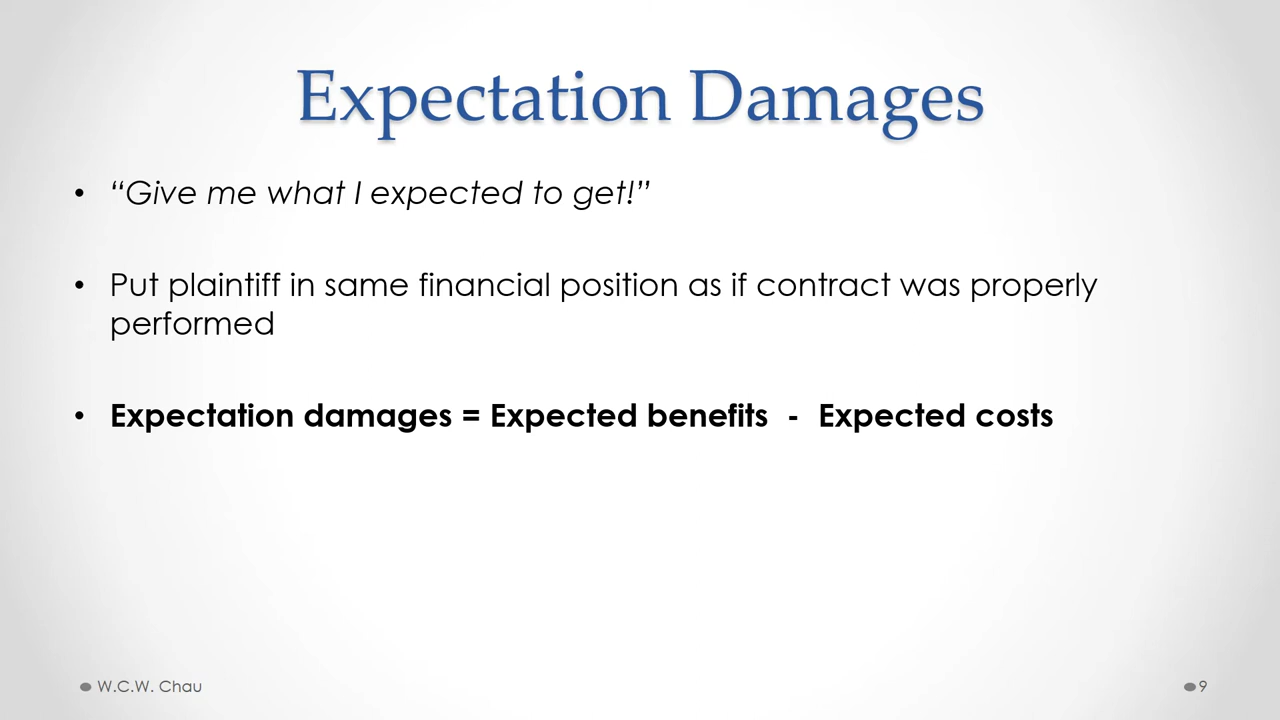 Expectation Damages
• “Give me what I expected to get!”
• Put plaintiff in same financial position as if contract was properly
performed
• Expectation damages = Expected benefits - Expected costs
W.C.W. Chau
9